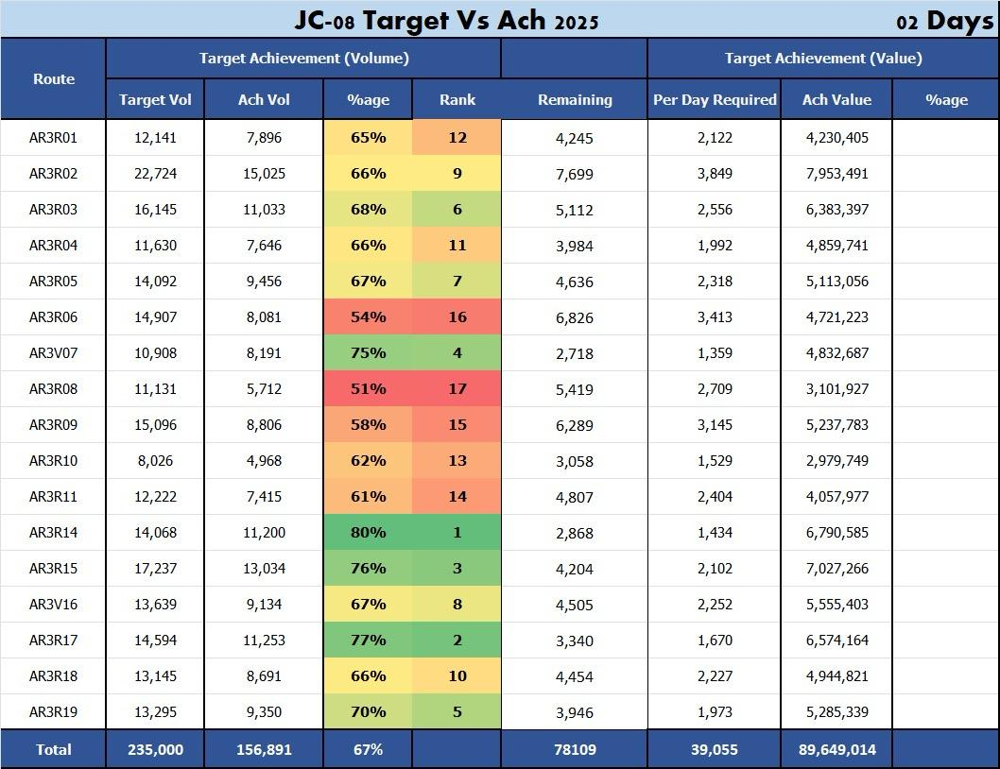 JC-08 Target Vs Ach 2025 02 Days
Target Achievement (Volume) Target Achievement (Value)
Route Target Vol Ach Vol %age Rank Remaining Per Day Required Ach Value %age
AR3R01 12,141 7,896 65% 12 4,245 2,122 4,230,405
AR3R02 22,724 15,025 66% 9 7,699 3,849 7,953,491
AR3R03 16,145 11,033 68% 6 5,112 2,556 6,383,397
AR3R04 11,630 7,646 66% 11 3,984 1,992 4,859,741
AR3R05 14,092 9,456 67% 7 4,636 2,318 5,113,056
AR3R06 14,907 8,081 54% 16 6,826 3,413 4,721,223
AR3V07 10,908 8,191 75% 4 2,718 1,359 4,832,687
AR3R08 11,131 5,712 51% 17 5,419 2,709 3,101,927
AR3R09 15,096 8,806 58% 15 6,289 3,145 5,237,783
AR3R10 8,026 4,968 62% 13 3,058 1,529 2,979,749
AR3R11 12,222 7,415 61% 14 4,807 2,404 4,057,977
AR3R14 14,068 11,200 80% 1 2,868 1,434 6,790,585
AR3R15 17,237 13,034 76% 3 4,204 2,102 7,027,266
AR3V16 13,639 9,134 67% 8 4,505 2,252 5,555,403
AR3R17 14,594 11,253 77% 2 3,340 1,670 6,574,164
AR3R18 13,145 8,691 66% 10 4,454 2,227 4,944,821
AR3R19 13,295 9,350 70% 5 3,946 1,973 5,285,339
Total 235,000 156,891 67% 78109 39,055 89,649,014